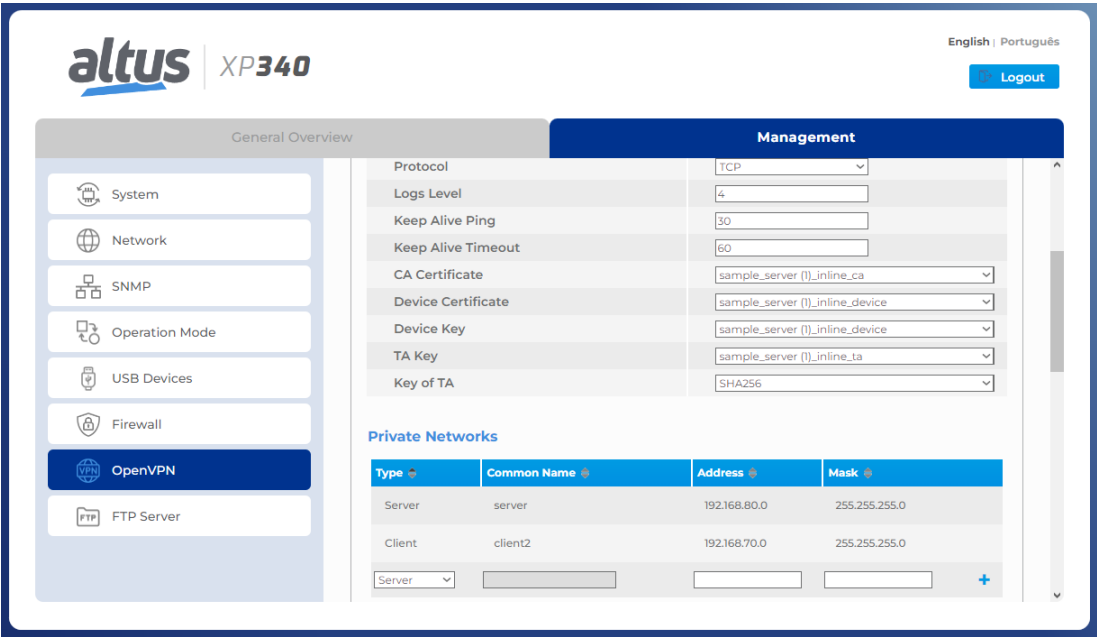 English | Português
altus XP340
Logout
General Overview
Management
System
Network
SNMP
Operation Mode
USB Devices
VPN
Firewall
OpenVPN
FTP
FTP Server
Protocol TCP
Logs Level 4
Keep Alive Ping 30
Keep Alive Timeout 60
CA Certificate sample_server (1)_inline_ca
Device Certificate sample_server (1)_inline_device
Device Key sample_server (1)_inline_device
TA Key sample_server (1)_inline_ta
Key of TA SHA256
Private Networks
Type Common Name Address Mask
Server server 192.168.80.0 255.255.255.0
Client client2 192.168.70.0 255.255.255.0
Server +